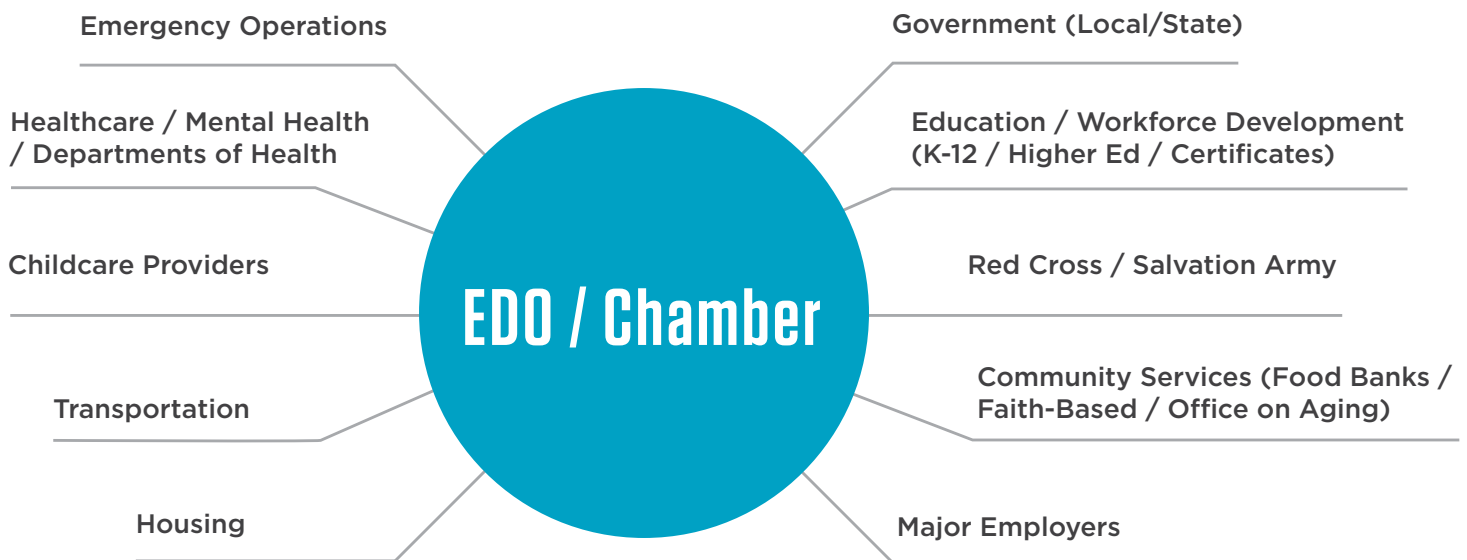 Emergency Operations
Healthcare / Mental Health
/ Departments of Health
Childcare Providers
Transportation
Housing
EDO / Chamber
Government (Local/State)
Education / Workforce Development
(K-12 / Higher Ed / Certificates)
Red Cross / Salvation Army
Community Services (Food Banks /
Faith-Based / Office on Aging)
Major Employers